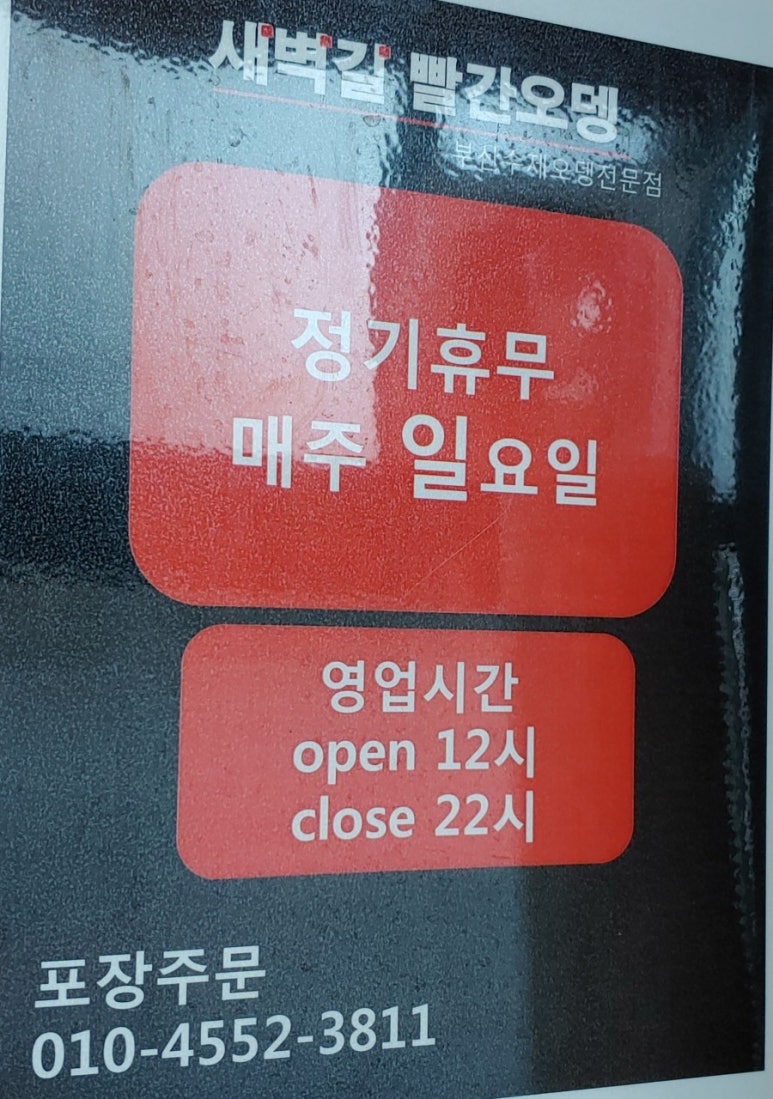 새벽길 빨간오뎅
분식수제오뎅전문점
정기휴무
매주 일요일
영업시간
open 12시
close 22시
포장주문
010-4552-3811